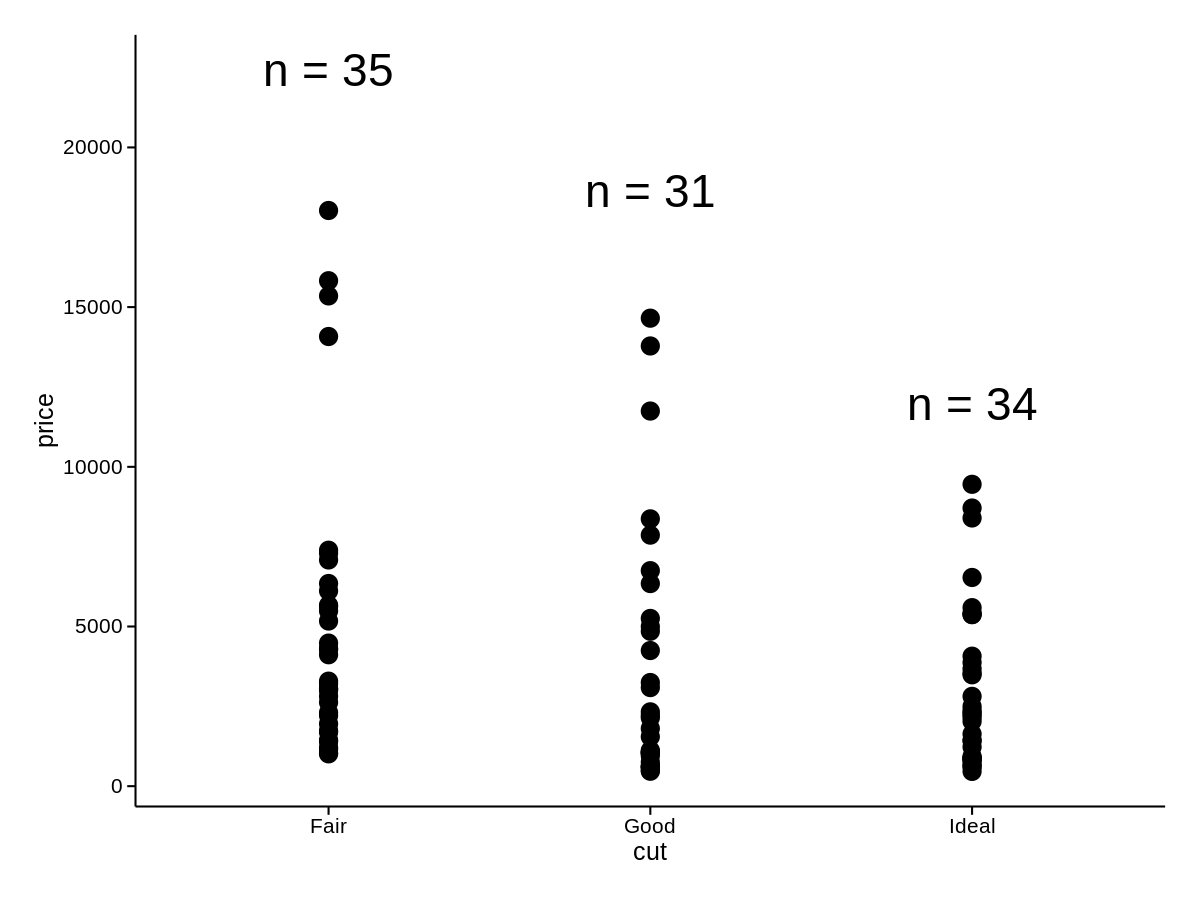 n = 35
n = 31
n = 34
20000
15000
10000
5000
0
price
Fair
Good
Ideal
cut